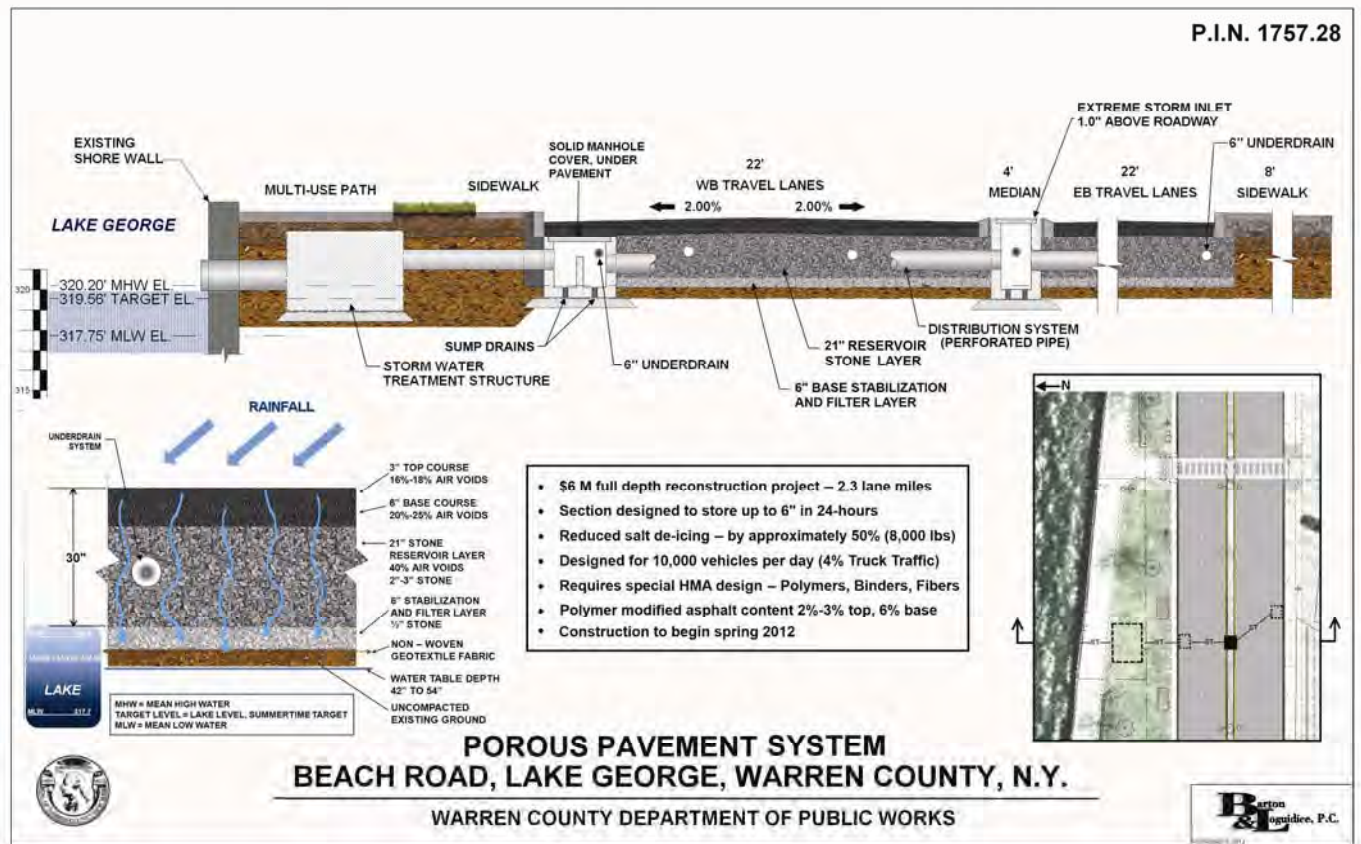 P.I.N. 1757.28
EXISTING
SHORE WALL
MULTI-USE PATH
SIDEWALK
SOLID MANHOLE
COVER, UNDER
PAVEMENT
22'
WB TRAVEL LANES
2.00%
2.00%
EXTREME STORM INLET
1.0" ABOVE ROADWAY
4'
MEDIAN
22'
EB TRAVEL LANES
6" UNDERDRAIN
8'
SIDEWALK
LAKE GEORGE
320
320.20' MHW EL.
319.56' TARGET EL.
317.75' MLW EL.
315
SUMP DRAINS
STORM WATER
TREATMENT STRUCTURE
6" UNDERDRAIN
21" RESERVOIR
STONE LAYER
DISTRIBUTION SYSTEM
(PERFORATED PIPE)
6" BASE STABILIZATION
AND FILTER LAYER
RAINFALL
UNDERDRAIN
SYSTEM
30"
3" TOP COURSE
16%-18% AIR VOIDS
6" BASE COURSE
20%-25% AIR VOIDS
21" STONE
RESERVOIR LAYER
40% AIR VOIDS
2"-3" STONE
6" STABILIZATION
AND FILTER LAYER
½" STONE
NON – WOVEN
GEOTEXTILE FABRIC
WATER TABLE DEPTH
42" TO 54"
UNCOMPACTED
EXISTING GROUND
LAKE
MLW 317.7
MHW = MEAN HIGH WATER
TARGET LEVEL = LAKE LEVEL, SUMMERTIME TARGET
MLW = MEAN LOW WATER
• $6 M full depth reconstruction project – 2.3 lane miles
• Section designed to store up to 6" in 24-hours
• Reduced salt de-icing – by approximately 50% (8,000 lbs)
• Designed for 10,000 vehicles per day (4% Truck Traffic)
• Requires special HMA design – Polymers, Binders, Fibers
• Polymer modified asphalt content 2%-3% top, 6% base
• Construction to begin spring 2012
N
ST
ST
ST
ST
POROUS PAVEMENT SYSTEM
BEACH ROAD, LAKE GEORGE, WARREN COUNTY, N.Y.
WARREN COUNTY DEPARTMENT OF PUBLIC WORKS
Barton
& Loguidice, P.C.